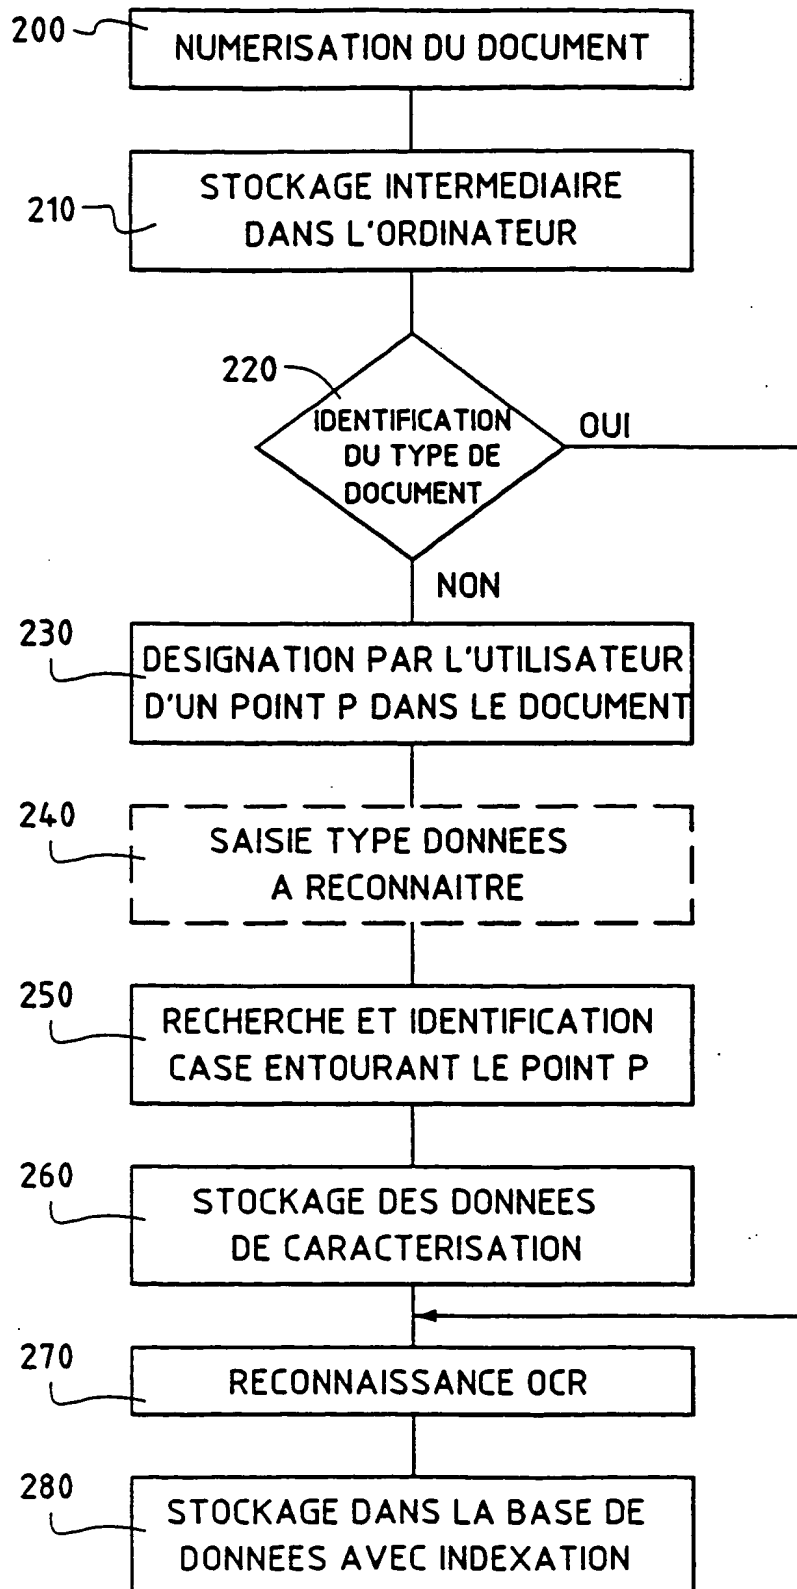 200
NUMERISATION DU DOCUMENT
210
STOCKAGE INTERMEDIAIRE
DANS L'ORDINATEUR
220
IDENTIFICATION
DU TYPE DE
DOCUMENT
OUI
NON
230
DESIGNATION PAR L'UTILISATEUR
D'UN POINT P DANS LE DOCUMENT
240
SAISIE TYPE DONNEES
A RECONNAITRE
250
RECHERCHE ET IDENTIFICATION
CASE ENTOURANT LE POINT P
260
STOCKAGE DES DONNEES
DE CARACTERISATION
270
RECONNAISSANCE OCR
280
STOCKAGE DANS LA BASE DE
DONNEES AVEC INDEXATION